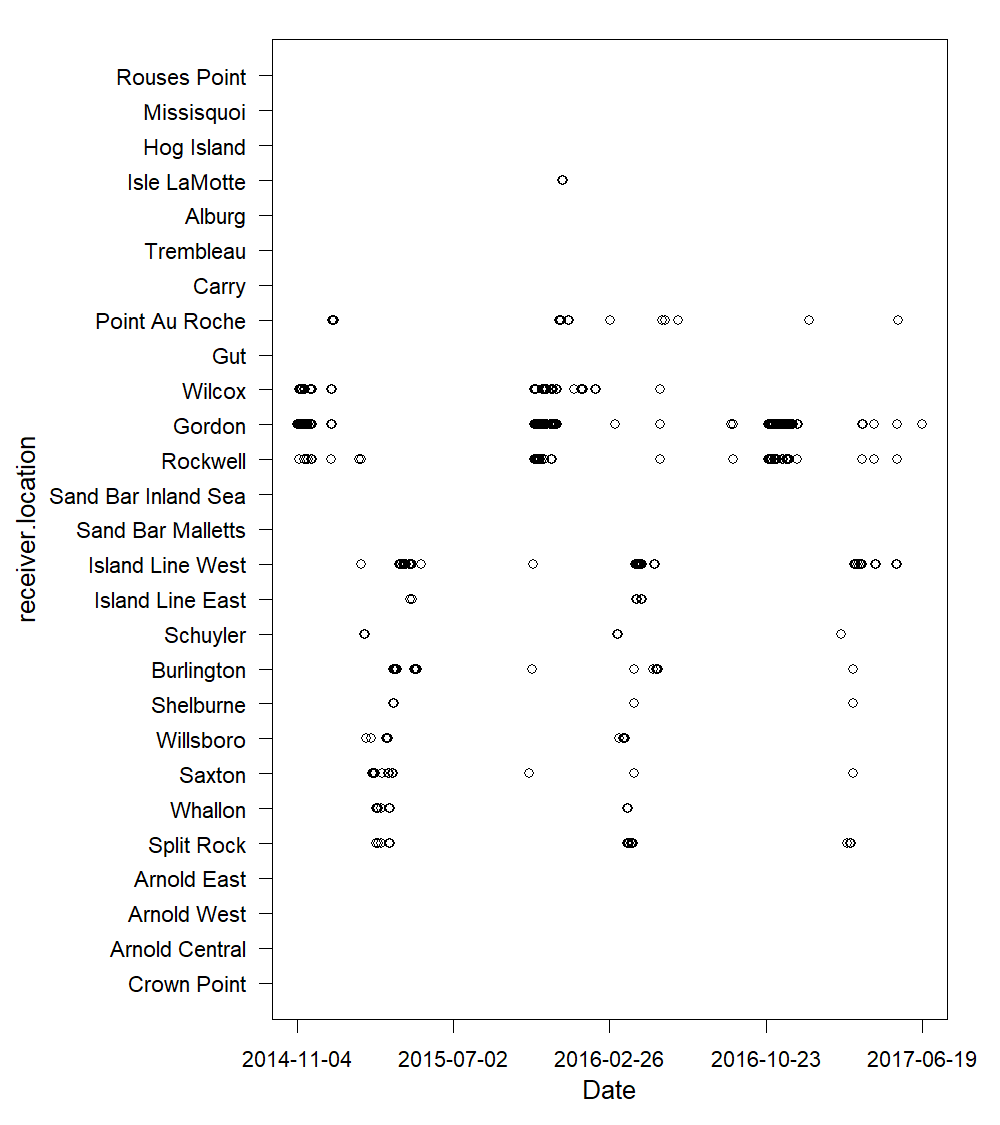 Rouses Point
Missisquoi
Hog Island
Isle LaMotte
Alburg
Trembleau
Carry
Point Au Roche
Gut
Wilcox
Gordon
Rockwell
Sand Bar Inland Sea
Sand Bar Malletts
Island Line West
Island Line East
Schuyler
Burlington
Shelburne
Willsboro
Saxton
Whallon
Split Rock
Arnold East
Arnold West
Arnold Central
Crown Point
receiver.location
2014-11-04 2015-07-02 2016-02-26 2016-10-23 2017-06-19
Date